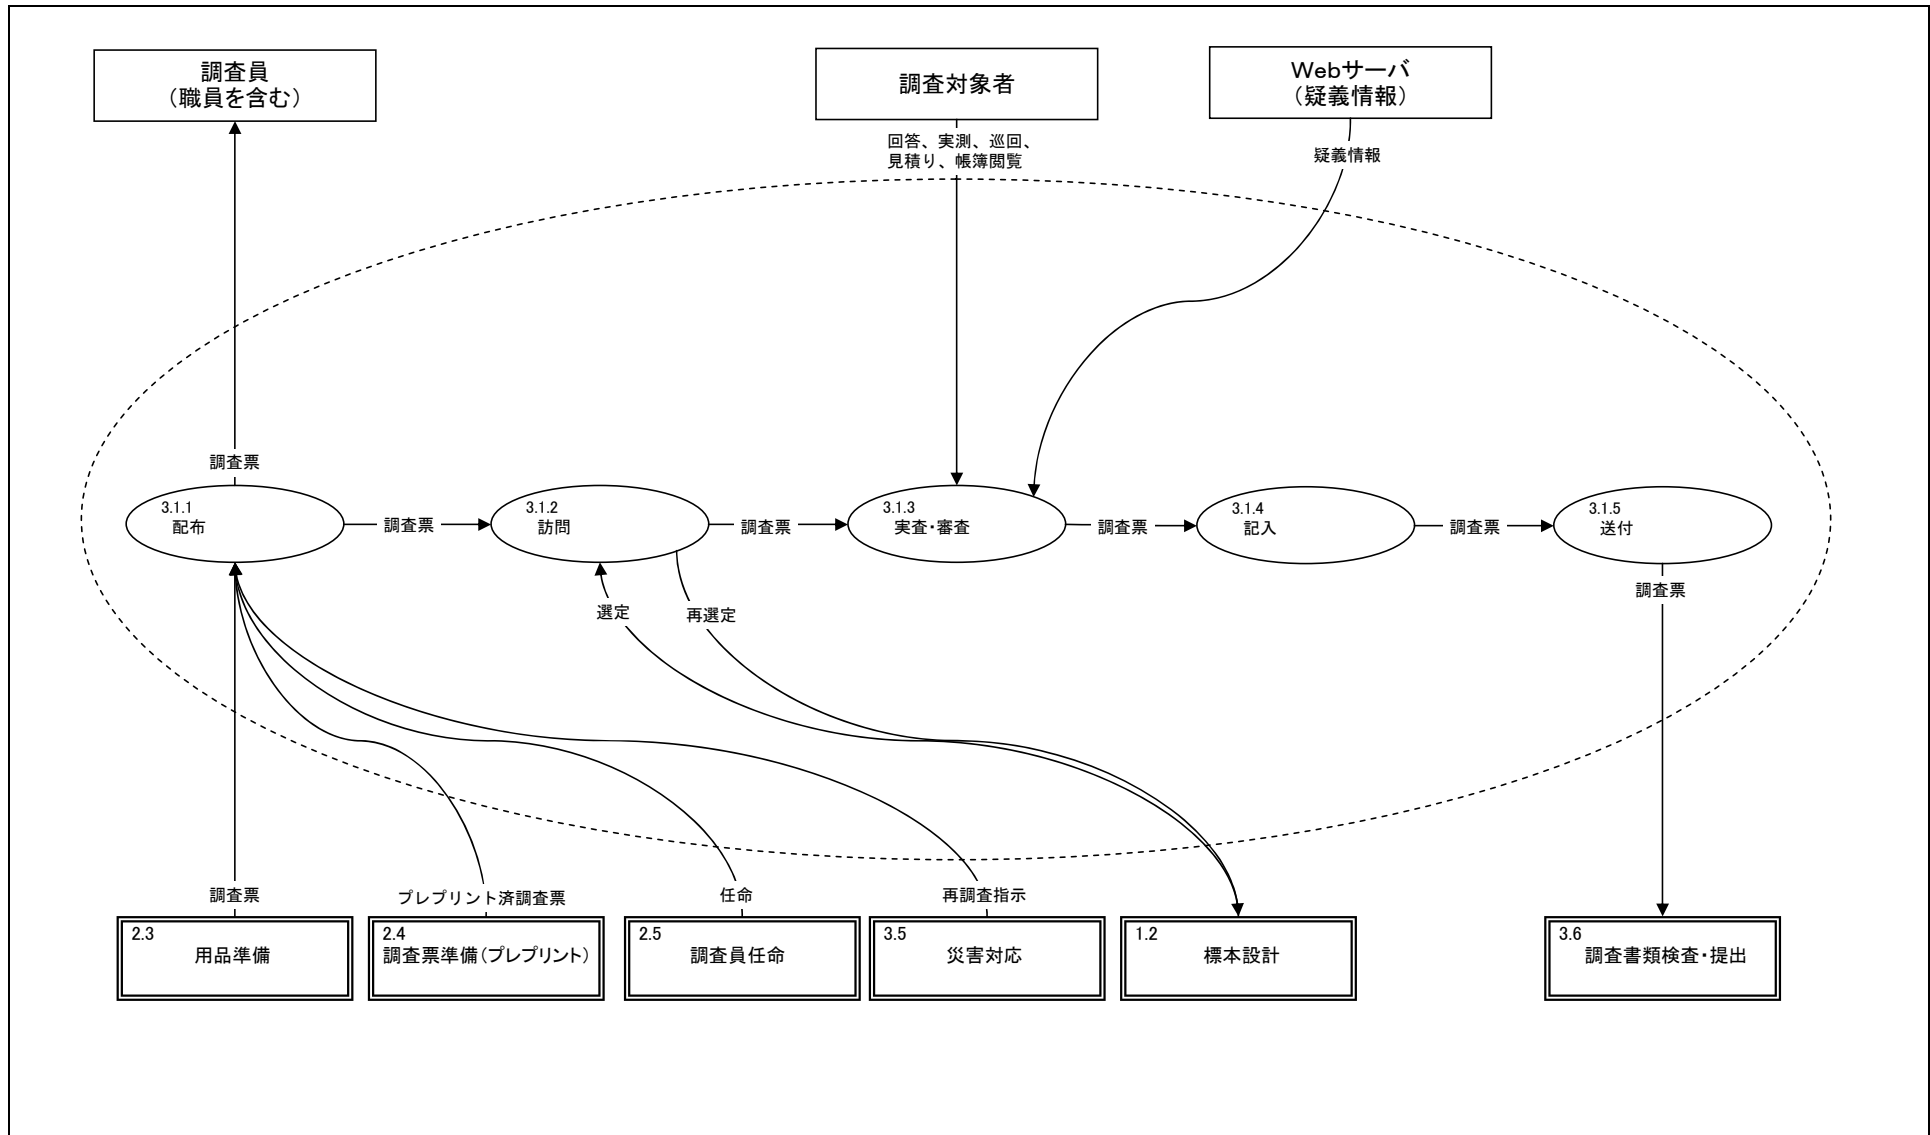 調査員
（職員を含む）
調査対象者
Webサーバ
（疑義情報）
回答、実測、巡回、
見積り、帳簿閲覧
疑義情報
調査票
3.1.1
配布
調査票
3.1.2
訪問
調査票
3.1.3
実査・審査
調査票
3.1.4
記入
調査票
3.1.5
送付
選定
再選定
調査票
調査票
プレプリント済調査票
任命
再調査指示
2.3
用品準備
2.4
調査票準備（プレプリント）
2.5
調査員任命
3.5
災害対応
1.2
標本設計
3.6
調査書類検査・提出